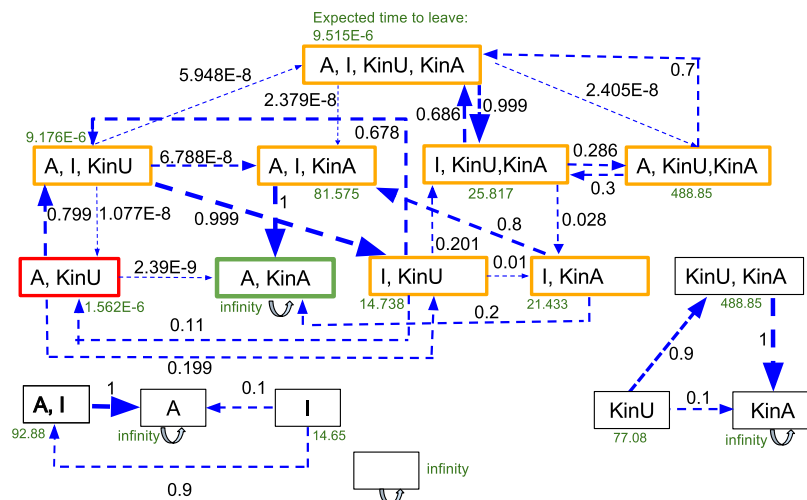 Expected time to leave:
9.515E-6
A, I, KinU, KinA
0.7
5.948E-8
2.379E-8
2.405E-8
0.686
0.999
0.678
9.176E-6
6.788E-8
A, I, KinU
A, I, KinA
81.575
I, KinU,KinA
25.817
0.286
0.3
A, KinU,KinA
488.85
0.799
1.077E-8
0.999
1
0.201
0.8
0.028
2.39E-9
0.01
A, KinU
1.562E-6
A, KinA
infinity
I, KinU
14.738
I, KinA
21.433
KinU, KinA
488.85
0.11
0.2
0.199
0.9
1
A, I
92.88
1
A
infinity
0.1
I
14.65
0.9
KinU
77.08
0.1
KinA
infinity
infinity